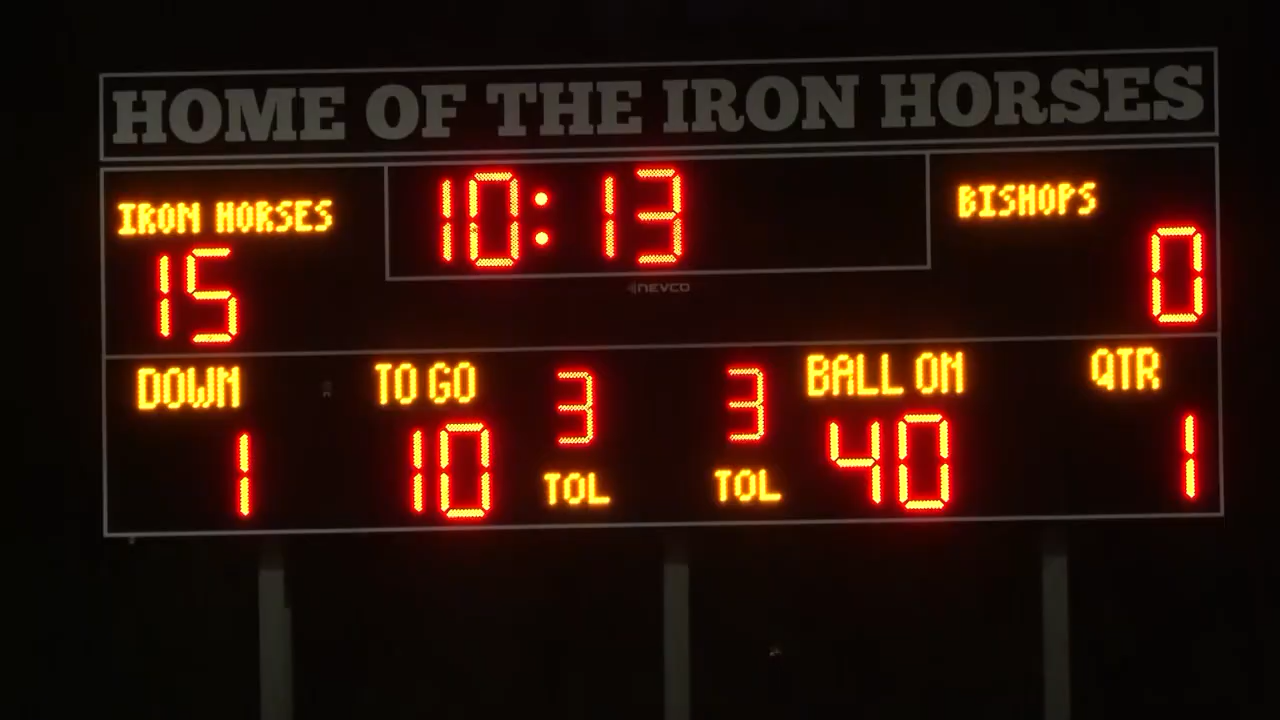 HOME OF THE IRON HORSES
IRON HORSES
10:13
BISHOPS
15
0
NEVCO
DOWN
TO GO
3
3
BALL ON
QTR
1
10
TOL
TOL
40
1